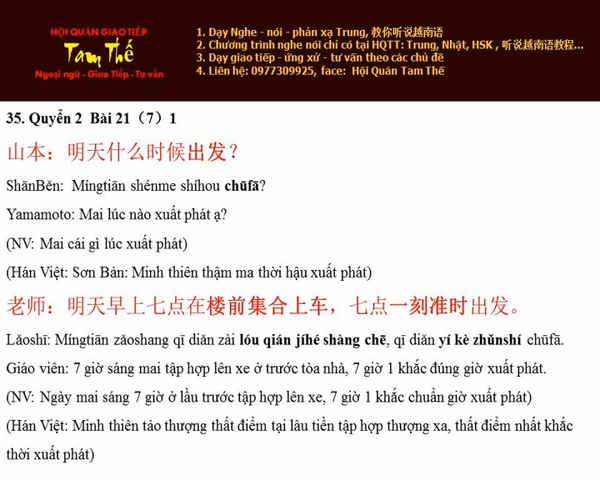 HỘI QUÁN GIAO TIẾP
Tam Thế
Ngoại ngữ - Giao Tiếp - Tư vấn
1. Dạy Nghe - nói - phản xạ Trung, 教你听说越南语
2. Chương trình nghe nói chỉ có tại HQTT: Trung, Nhật, HSK , 听说越南语教程...
3. Dạy giao tiếp - ứng xử - tư vấn theo các chủ đề
4. Liên hệ: 0977309925, face: Hội Quán Tam Thế
35. Quyển 2 Bài 21（7）1
山本：明天什么时候出发？
ShānBěn: Míngtiān shénme shíhou chūfā?
Yamamoto: Mai lúc nào xuất phát ạ?
(NV: Mai cái gì lúc xuất phát)
(Hán Việt: Sơn Bản: Minh thiên thậm ma thời hậu xuất phát)
老师：明天早上七点在楼前集合上车，七点一刻准时出发。
Lǎoshī: Míngtiān zǎoshang qī diǎn zài lóu qián jíhé shàng chē, qī diǎn yí kè zhǔnshí chūfā.
Giáo viên: 7 giờ sáng mai tập hợp lên xe ở trước tòa nhà, 7 giờ 1 khắc đúng giờ xuất phát.
(NV: Ngày mai sáng 7 giờ ở lầu trước tập hợp lên xe, 7 giờ 1 khắc chuẩn giờ xuất phát)
(Hán Việt: Minh thiên tảo thượng thất điểm tại lâu tiền tập hợp thượng xa, thất điểm nhất khắc
thời xuất phát)